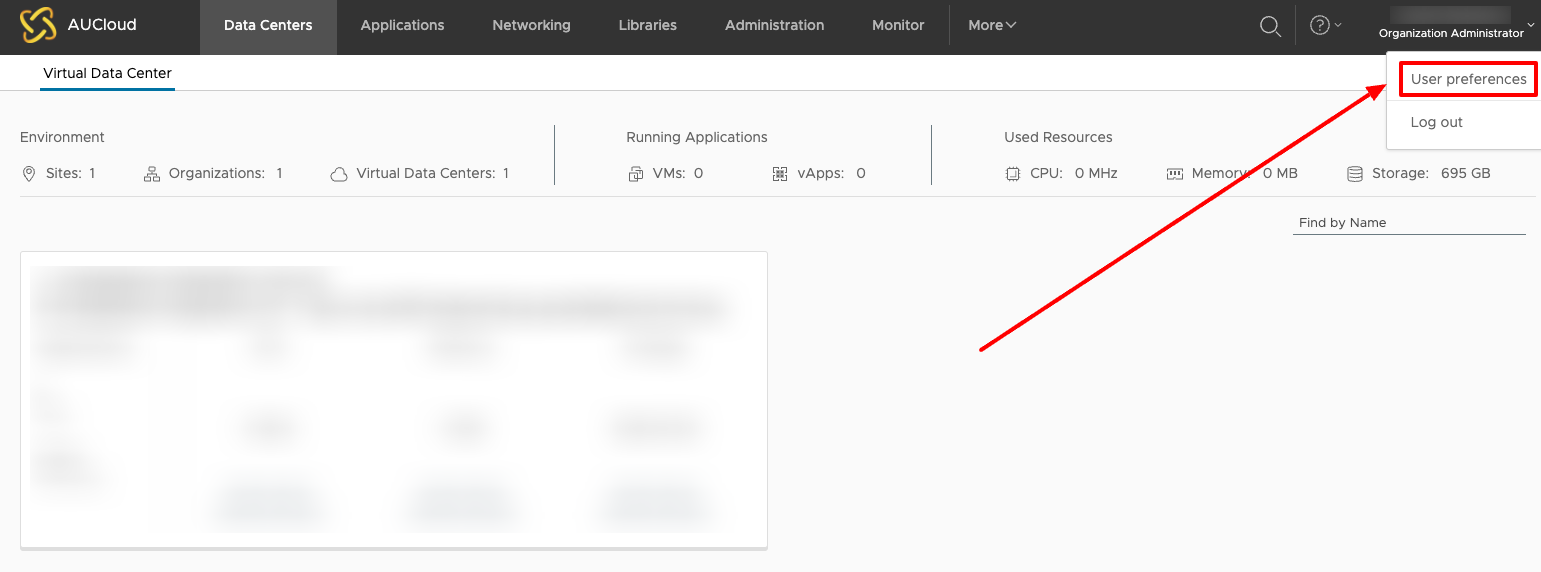 AUCloud
Data Centers
Applications
Networking
Libraries
Administration
Monitor
More
Organization Administrator
Virtual Data Center
User preferences
Log out
Environment
Running Applications
Used Resources
Sites: 1
Organizations: 1
Virtual Data Centers: 1
VMs: 0
vApps: 0
CPU: 0 MHz
Memory: 0 MB
Storage: 695 GB
Find by Name